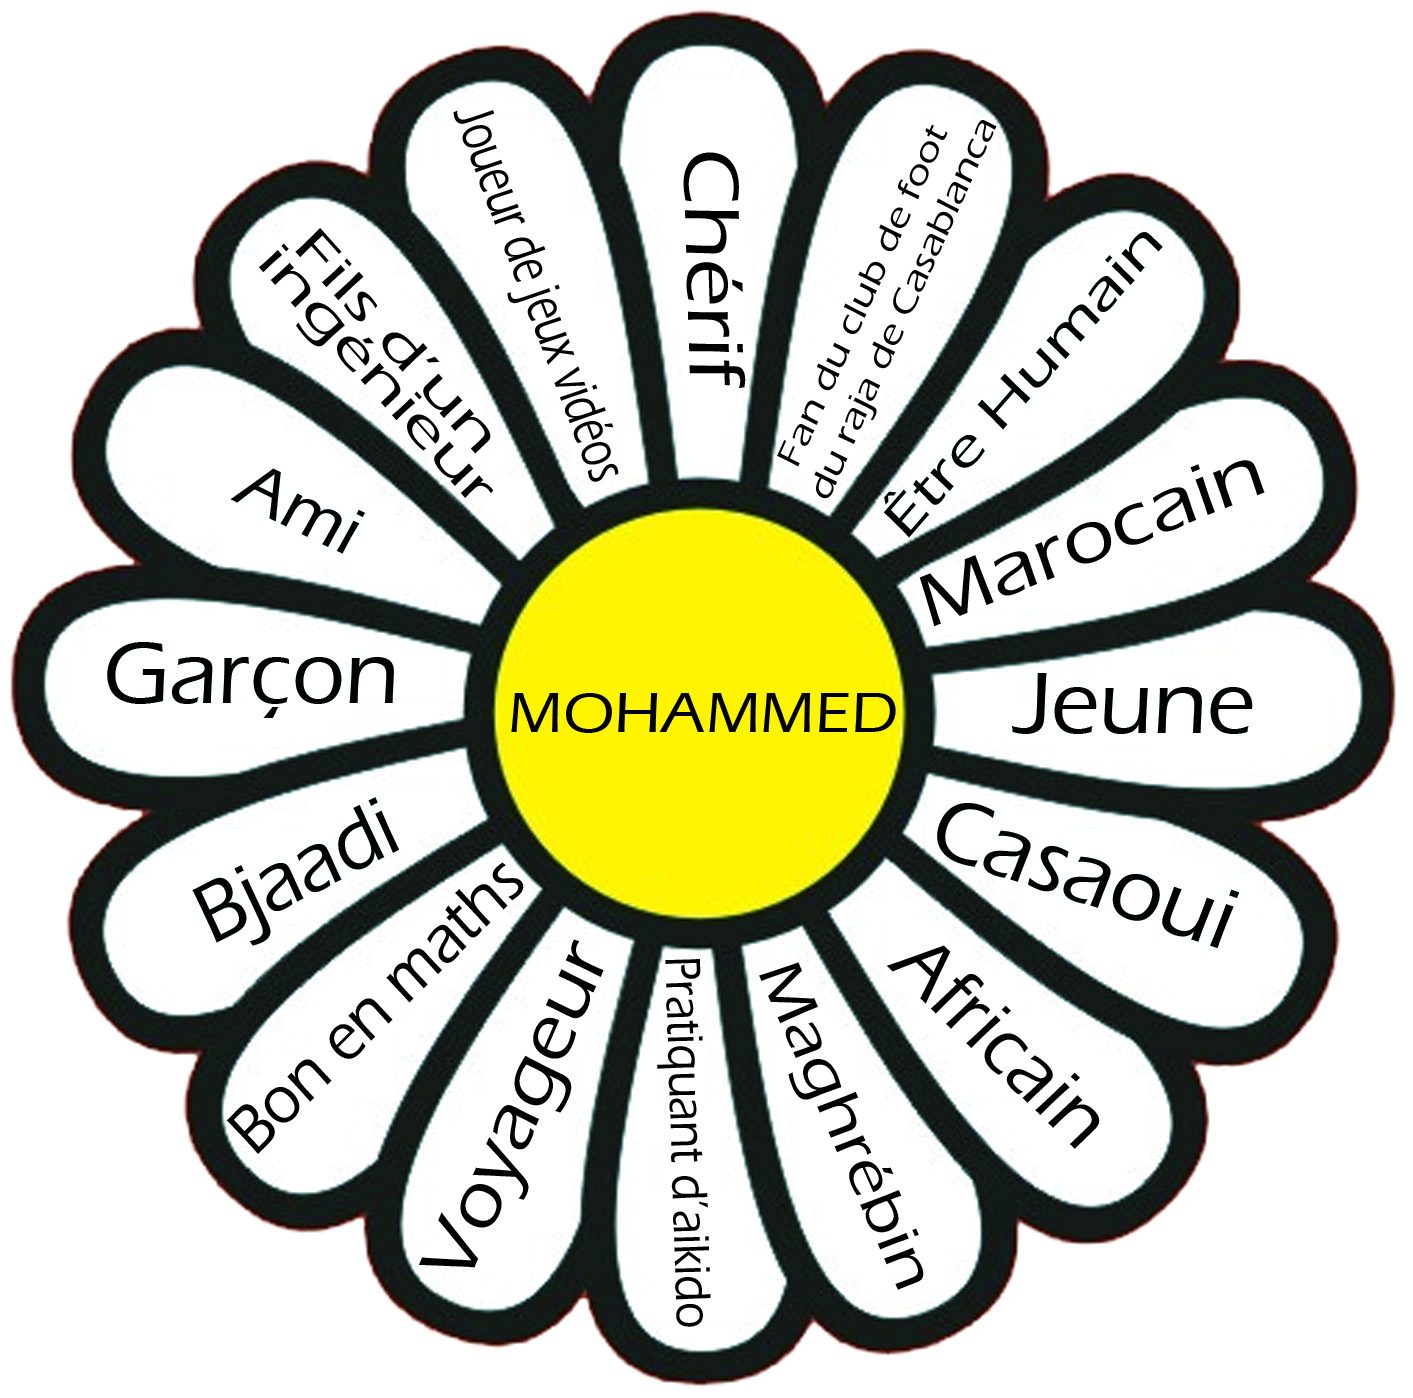 Chérif
Fan du club de foot
du raja de Casablanca
Être Humain
Marocain
Jeune
Casaoui
Africain
Maghrébin
Pratiquant d'aikido
Voyageur
Bon en maths
Bjaadi
Garçon
Ami
Fils d'un
ingénieur
Joueur de jeux vidéos
MOHAMMED